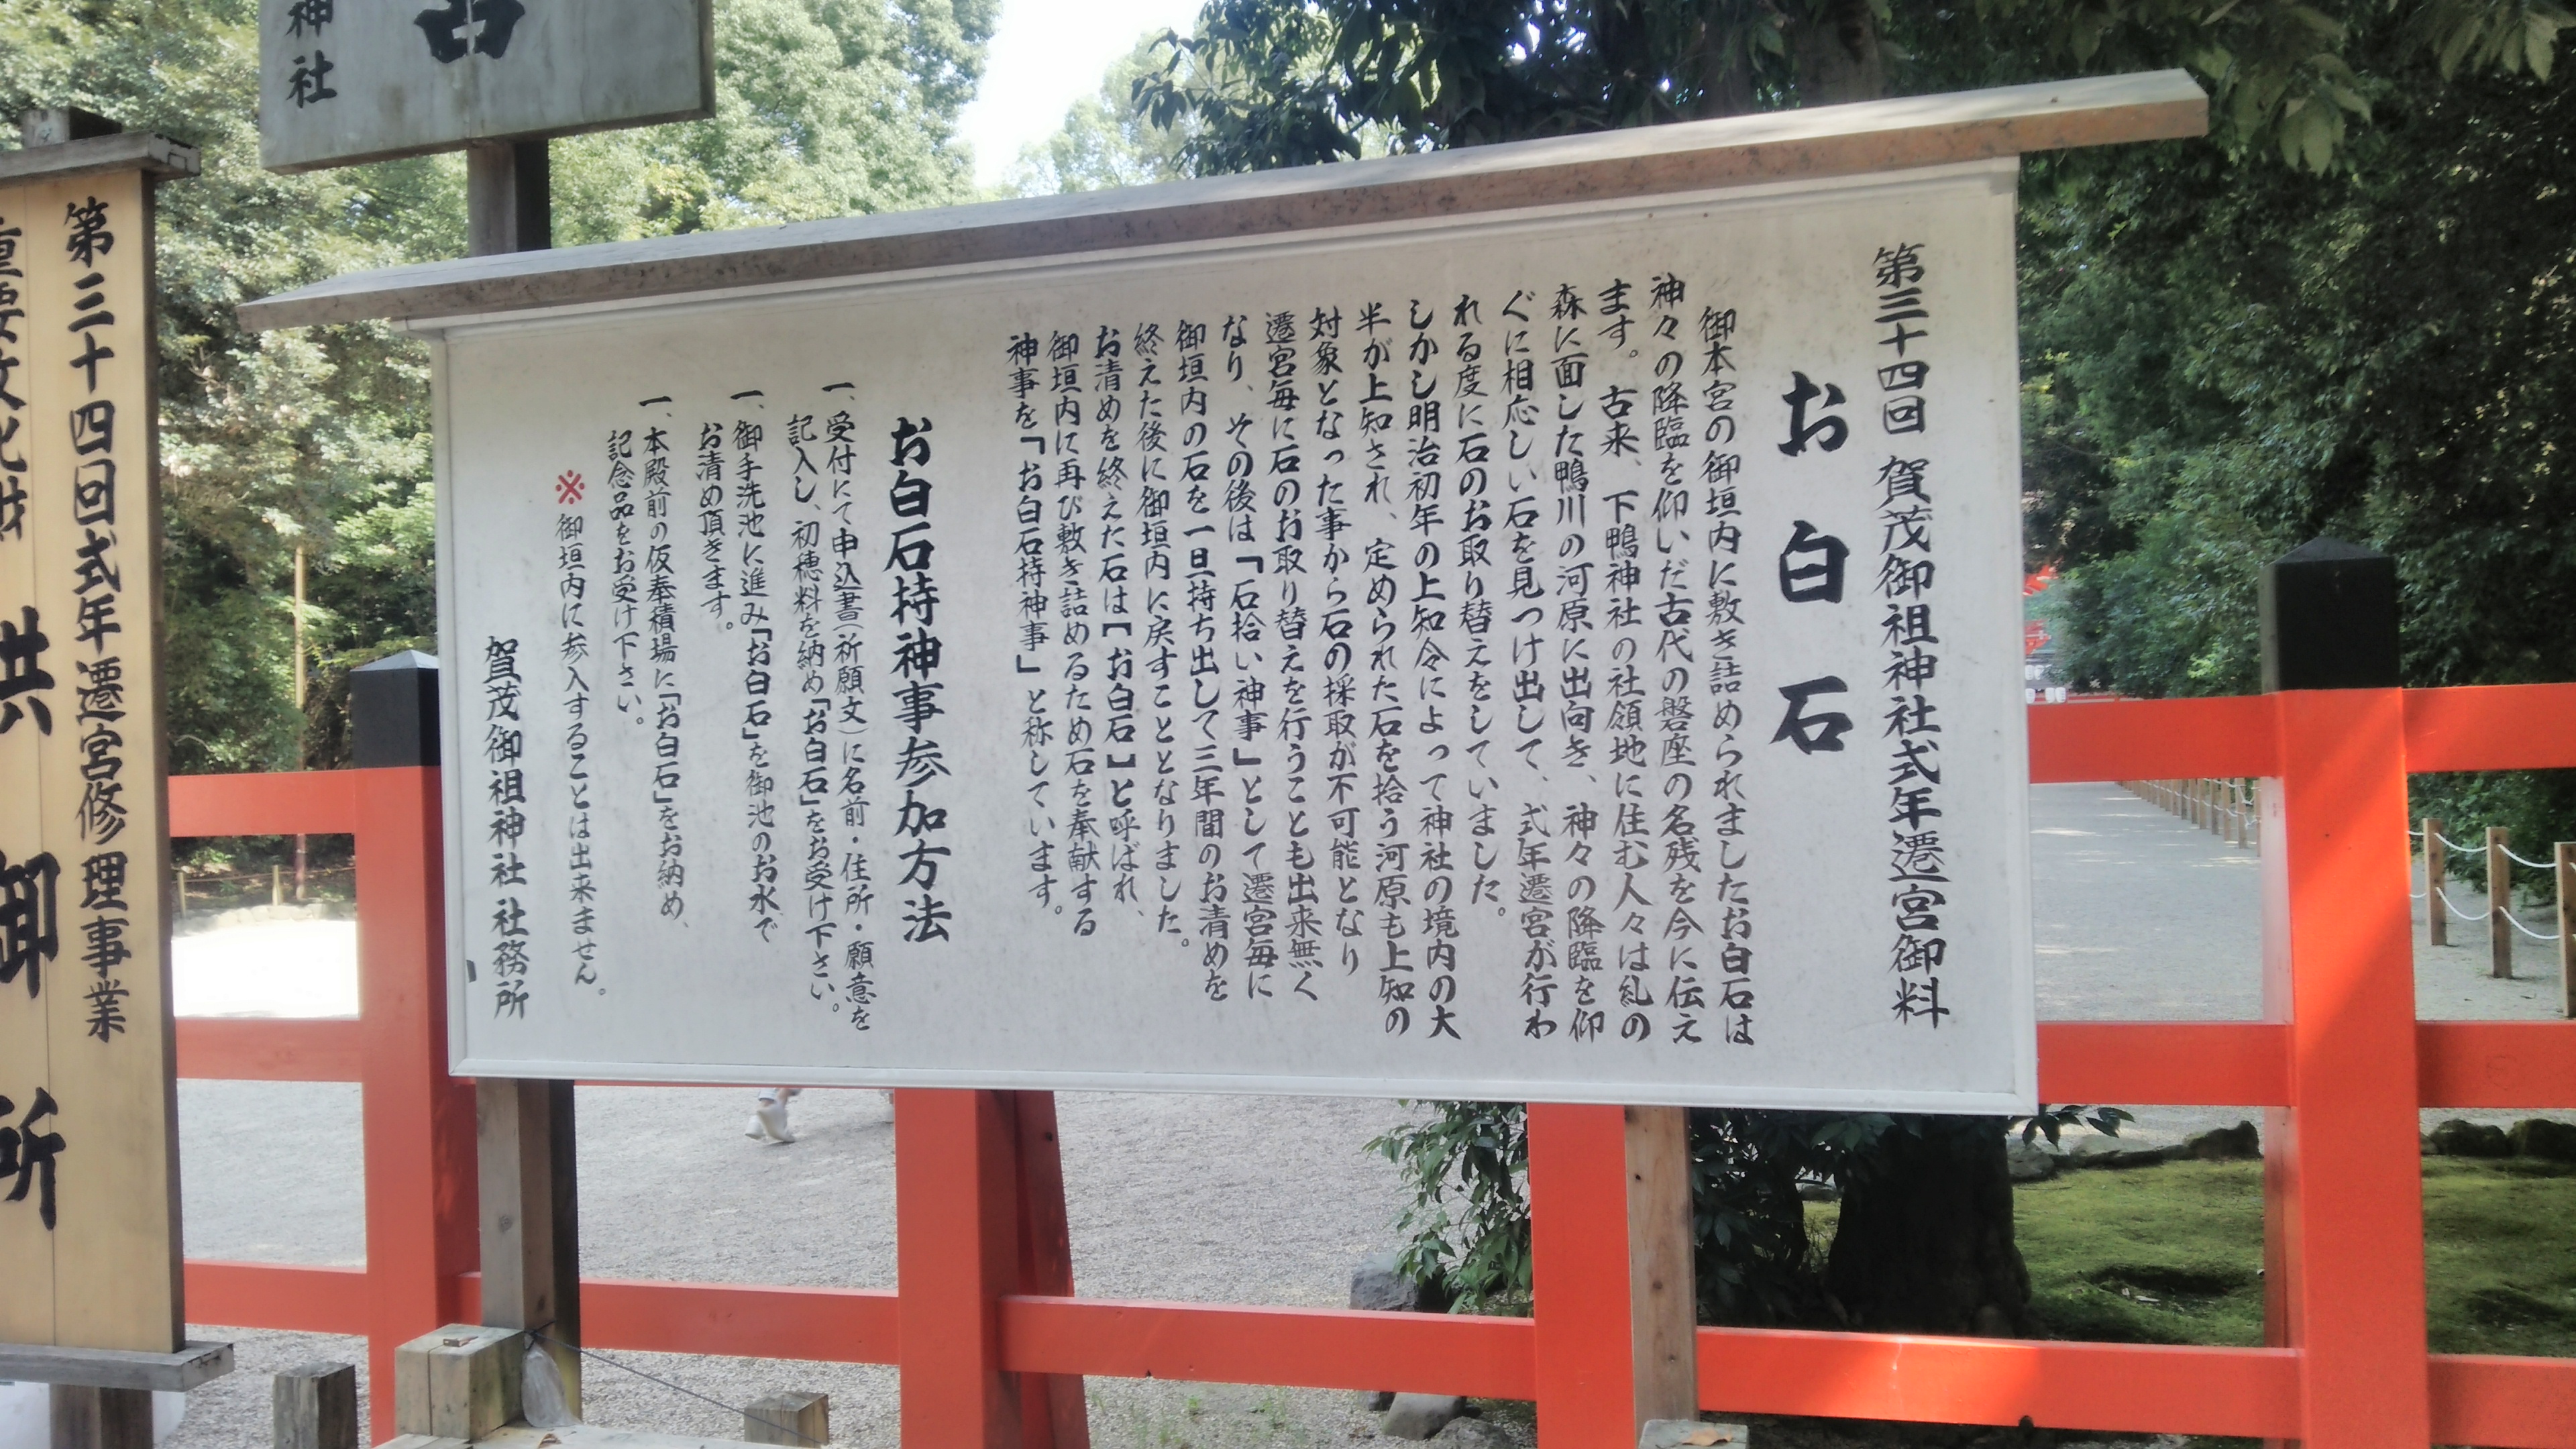 第三十四回 賀茂御祖神社式年遷宮御料
お白石
御本宮の御垣内に敷き詰められましたお白石は
神々の降臨を仰いだ古代の磐座の名残を今に伝え
ます。古来、下鴨神社の社領地に住む人々は糺の
森に面した鴨川の河原に出向き、神々の降臨を仰
ぐに相応しい石を見つけ出して、式年遷宮が行わ
れる度に石のお取り替えをしていました。
しかし明治初年の上知令によって神社の境内の大
半が上知され、定められた石を拾う河原も上知の
対象となった事から石の採取が不可能となり
遷宮毎に石のお取り替えを行うことも出来無く
なり、その後は「石拾い神事」として遷宮毎に
御垣内の石を一旦持ち出して三年間のお清めを
終えた後に御垣内に戻すこととなりました。
お清めを終えた石は【お白石】と呼ばれ、
御垣内に再び敷き詰めるため石を奉献する
神事を「お白石持神事」と称しています。
お白石持神事参加方法
一、受付にて申込書(祈願文)に名前・住所・願意を
記入し、初穂料を納め「お白石」をお受け下さい。
一、御手洗池に進み「お白石」を御池のお水で
お清め頂きます。
一、本殿前の仮奉積場に「お白石」をお納め、
記念品をお受け下さい。
※ 御垣内に参入することは出来ません。
賀茂御祖神社 社務所
神社
第三十四回式年遷宮修理事業
重要文化財 供御所